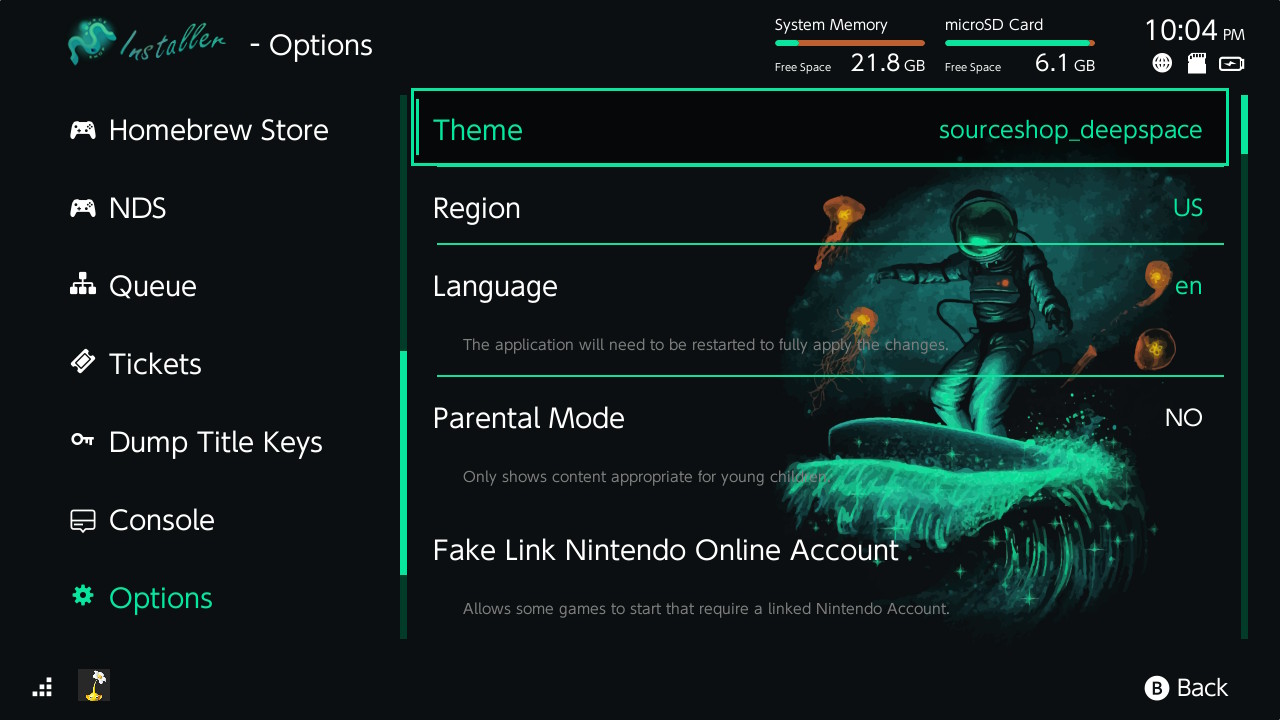 Installer - Options
System Memory
microSD Card
10:04 PM
Free Space 21.8 GB
Free Space 6.1 GB
Homebrew Store
NDS
Queue
Tickets
Dump Title Keys
Console
Options
Theme sourceshop_deepspace
Region US
Language en
The application will need to be restarted to fully apply the changes.
Parental Mode NO
Only shows content appropriate for young children.
Fake Link Nintendo Online Account
Allows some games to start that require a linked Nintendo Account.
B Back